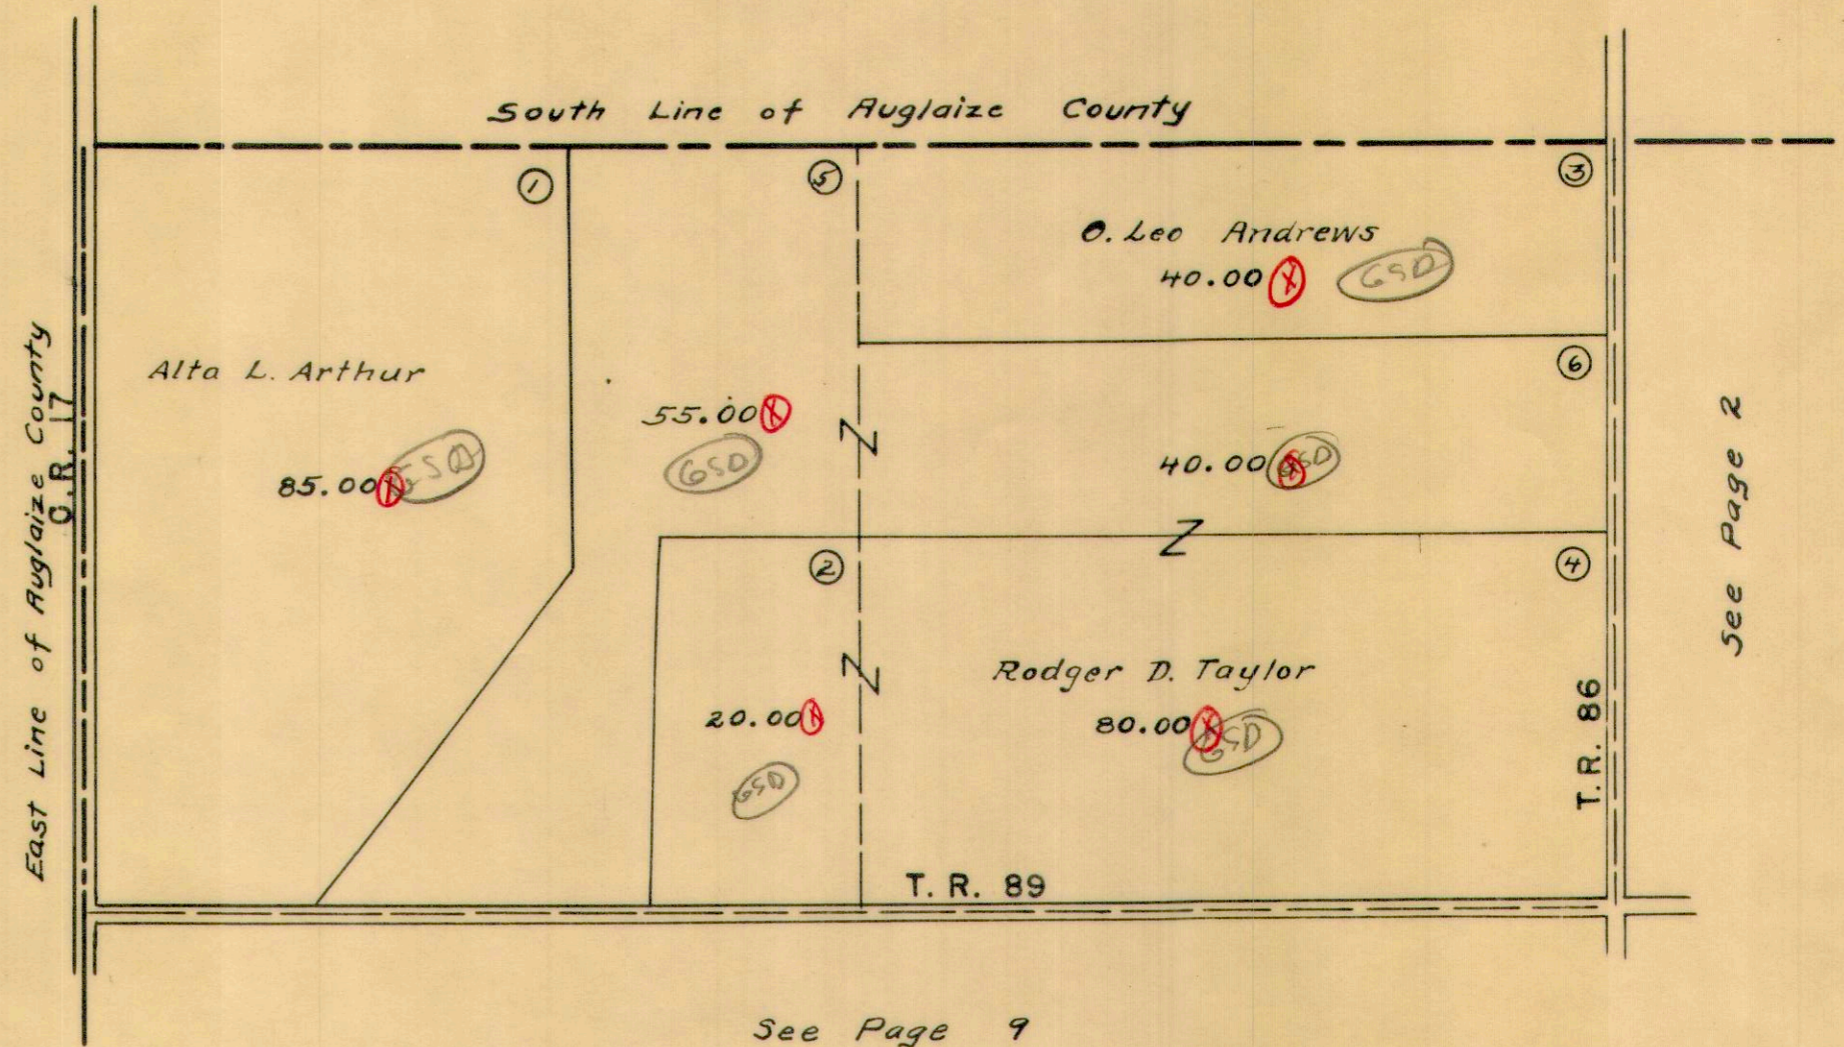 South Line of Auglaize County
①
⑤
③
O. Leo Andrews
40.00 X GSD
⑥
Alta L. Arthur
55.00 X
GSD
85.00 X GSD
40.00 X GSD
②
④
Rodger D. Taylor
20.00 X
80.00 X GSD
GSD
T.R. 86
T. R. 89
East Line of Auglaize County
C.R. 17
See Page 2
See Page 9
Z
Z
Z